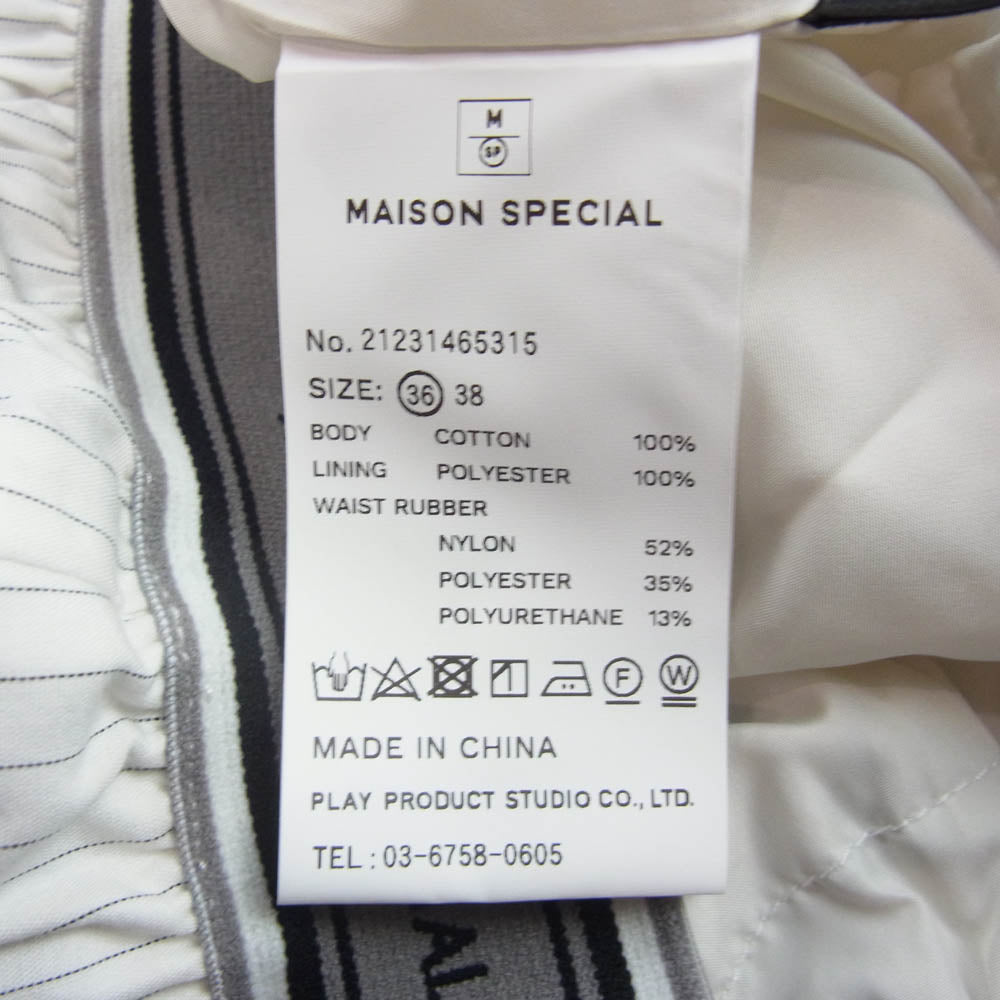 M
SP
MAISON SPECIAL
No. 21231465315
SIZE: 36 38
BODY COTTON 100%
LINING POLYESTER 100%
WAIST RUBBER
NYLON 52%
POLYESTER 35%
POLYURETHANE 13%
F W
MADE IN CHINA
PLAY PRODUCT STUDIO CO., LTD.
TEL : 03-6758-0605
AL